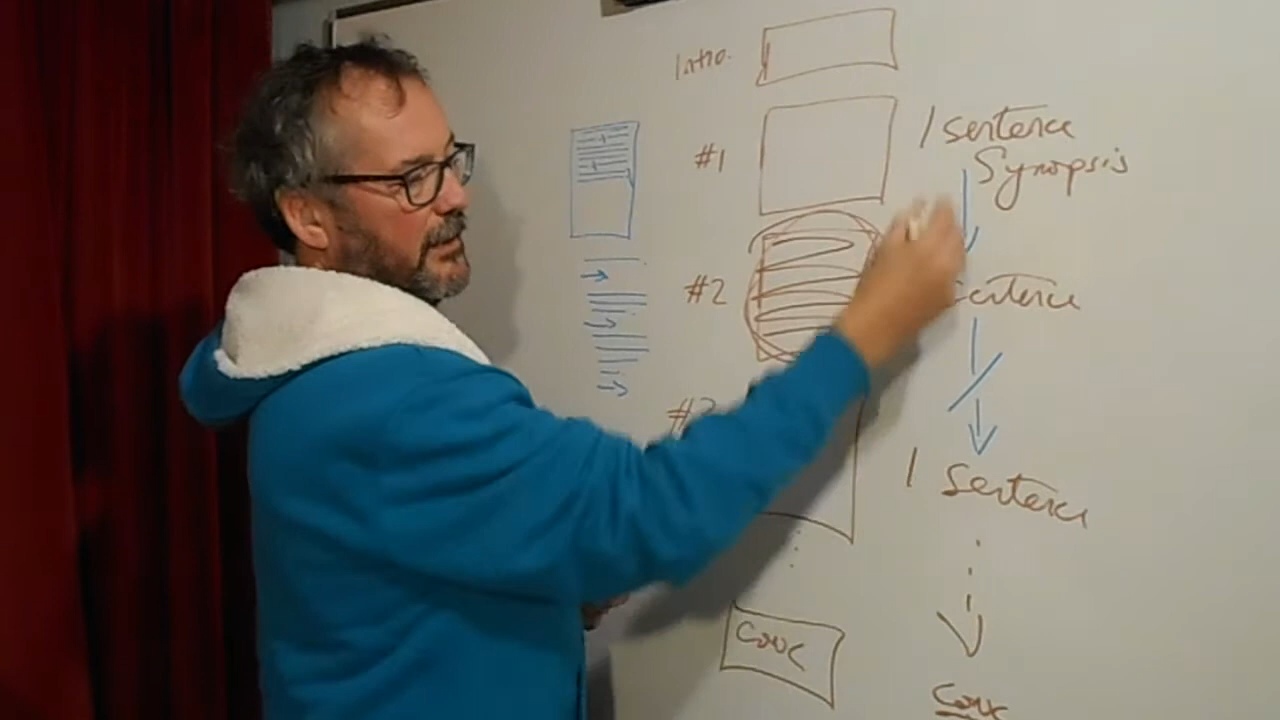 Intro.
#1
1 Sentence
Synopsis
#2
Sentence
#3
1 Sentence
Conc
Conc